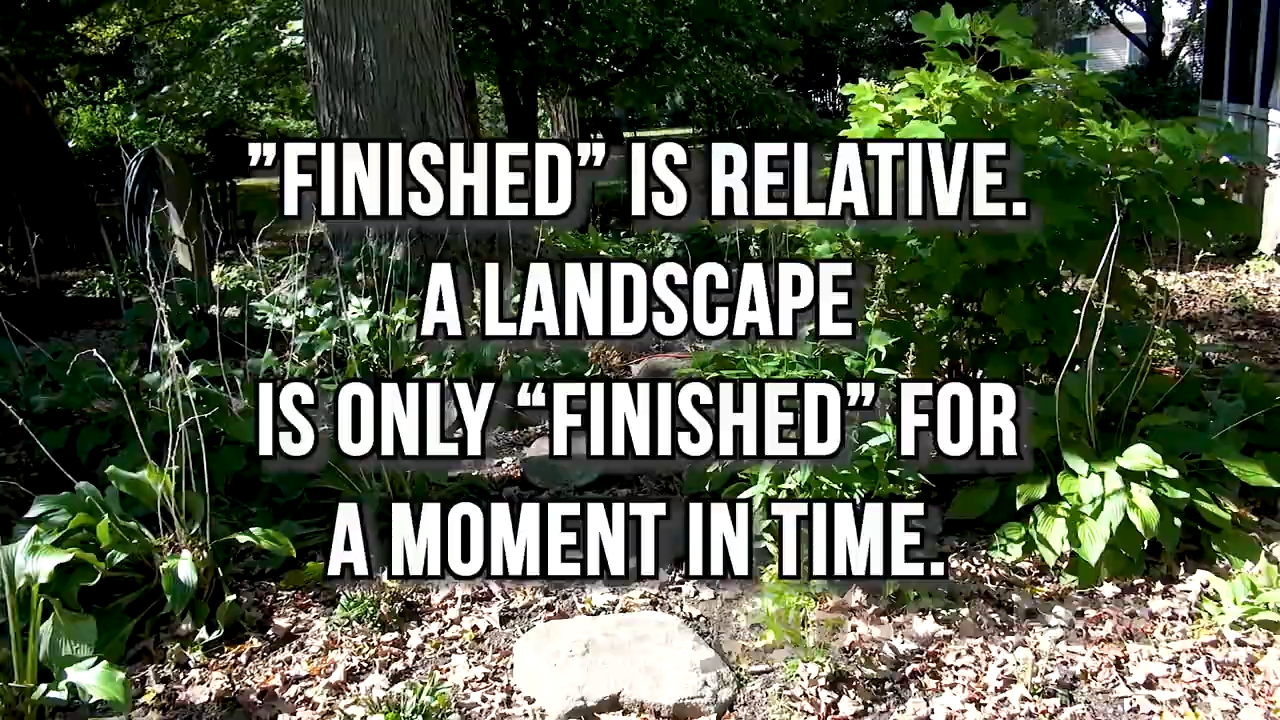 ”FINISHED” IS RELATIVE.
A LANDSCAPE
IS ONLY “FINISHED” FOR
A MOMENT IN TIME.